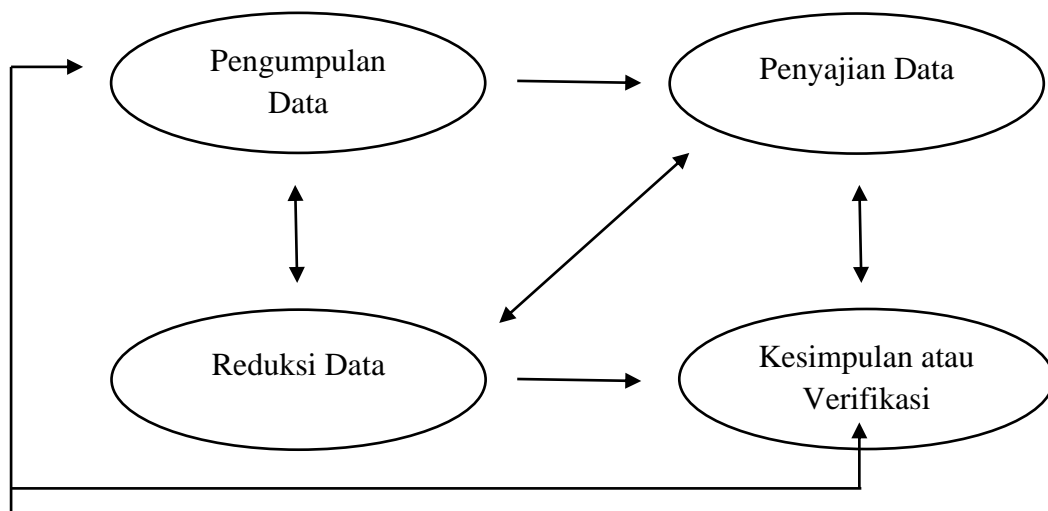 Pengumpulan
Data
Penyajian Data
Reduksi Data
Kesimpulan atau
Verifikasi